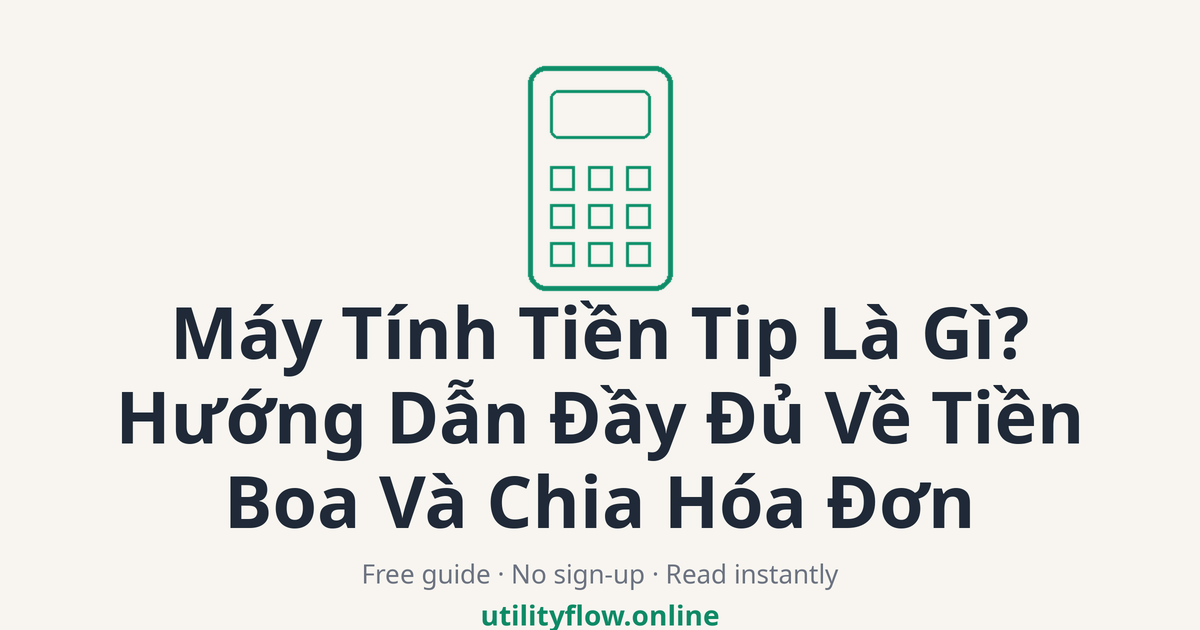 Máy Tính Tiền Tip Là Gì?
Hướng Dẫn Đầy Đủ Về Tiền
Boa Và Chia Hóa Đơn
Free guide · No sign-up · Read instantly
utilityflow.online